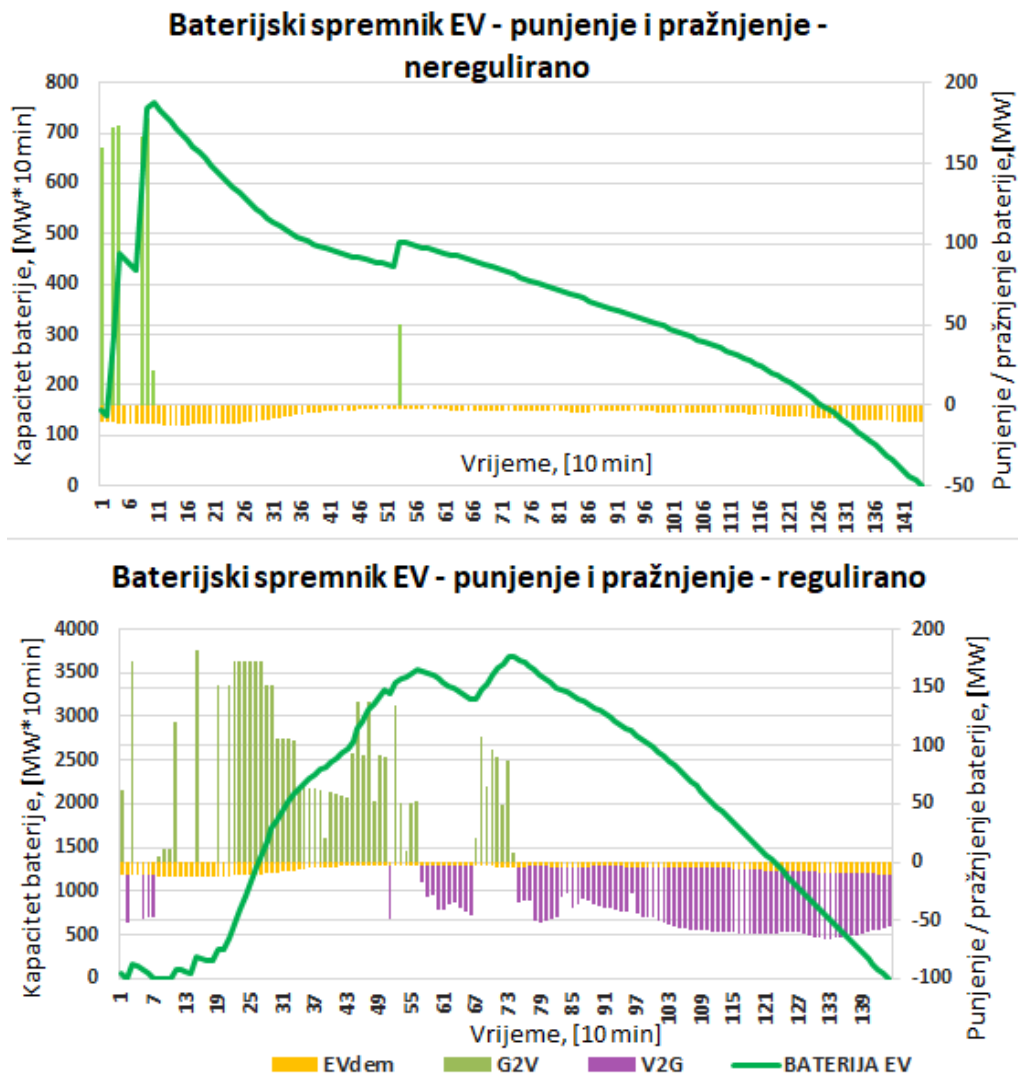 Baterijski spremnik EV - punjenje i pražnjenje -
neregulirano
Kapacitet baterije, [MW*10 min]
800
700
600
500
400
300
200
100
0
200
150
100
50
0
-50
Punjenje / pražnjenje baterije,[MW]
Vrijeme, [10 min]
1 6 11 16 21 26 31 36 41 46 51 56 61 66 71 76 81 86 91 96 101 106 111 116 121 126 131 136 141
Baterijski spremnik EV - punjenje i pražnjenje - regulirano
Kapacitet baterije, [MW*10 min]
4000
3500
3000
2500
2000
1500
1000
500
0
200
150
100
50
0
-50
-100
Punjenje / pražnjenje baterije, [MW]
1 7 13 19 25 31 37 43 49 55 61 67 73 79 85 91 97 103 109 115 121 127 133 139
Vrijeme, [10 min]
EVdem G2V V2G BATERIJA EV